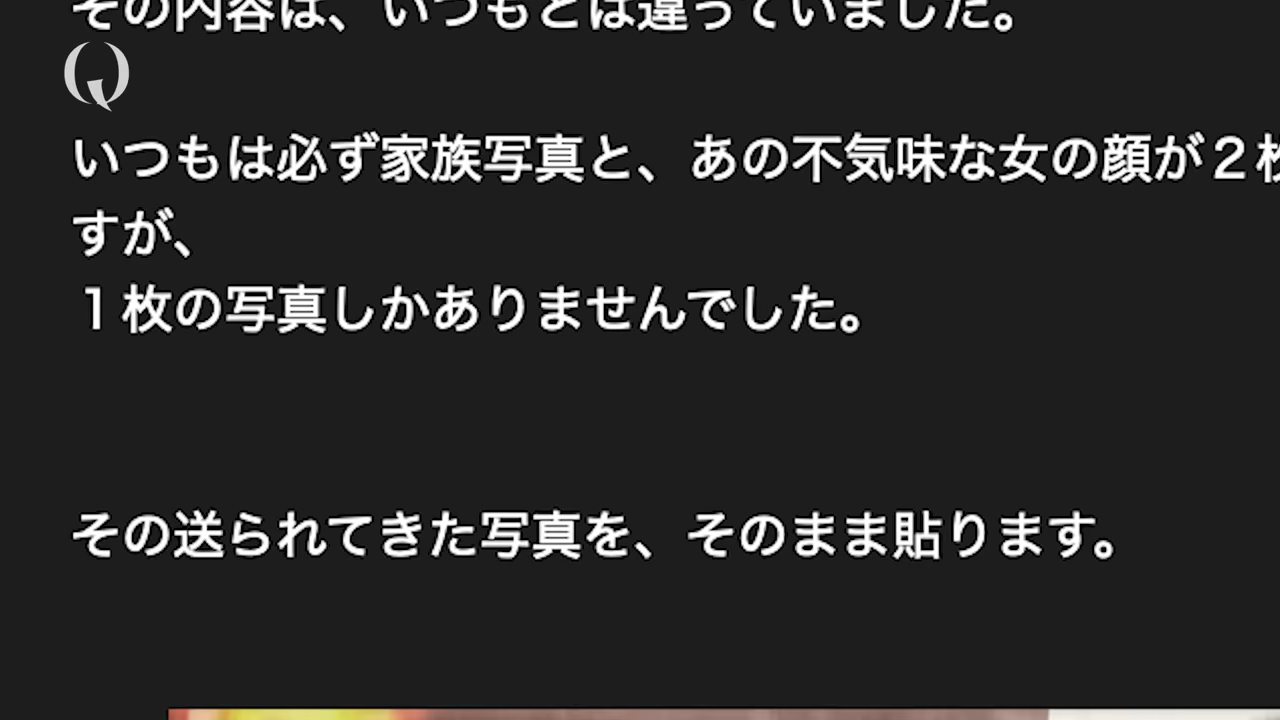 その内容は、いつもとは違っていました。
Q
いつもは必ず家族写真と、あの不気味な女の顔が２枚
すが、
１枚の写真しかありませんでした。
その送られてきた写真を、そのまま貼ります。